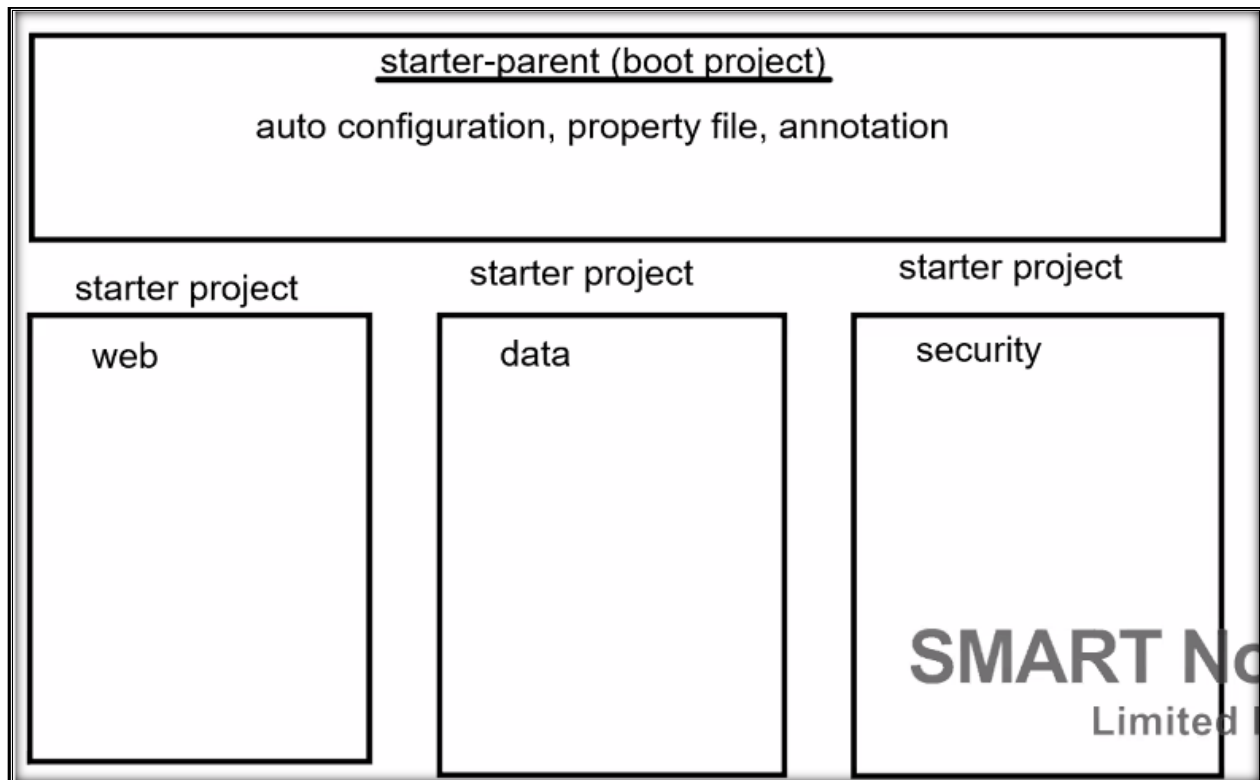 starter-parent (boot project)
auto configuration, property file, annotation
starter project
starter project
starter project
web
data
security
SMART No
Limited